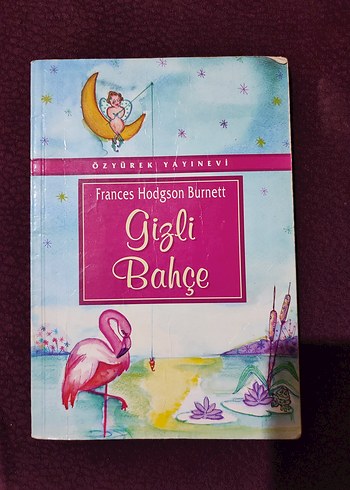 ÖZYÜREK YAYINEVİ
Frances Hodgson Burnett
Gizli
Bahçe